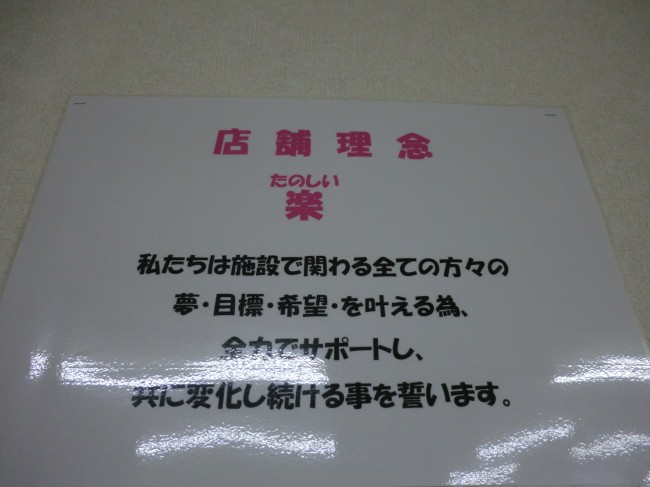 店舗理念
たのしい
楽
私たちは施設で関わる全ての方々の
夢・目標・希望・を叶える為、
全力でサポートし、
共に変化し続ける事を誓います。